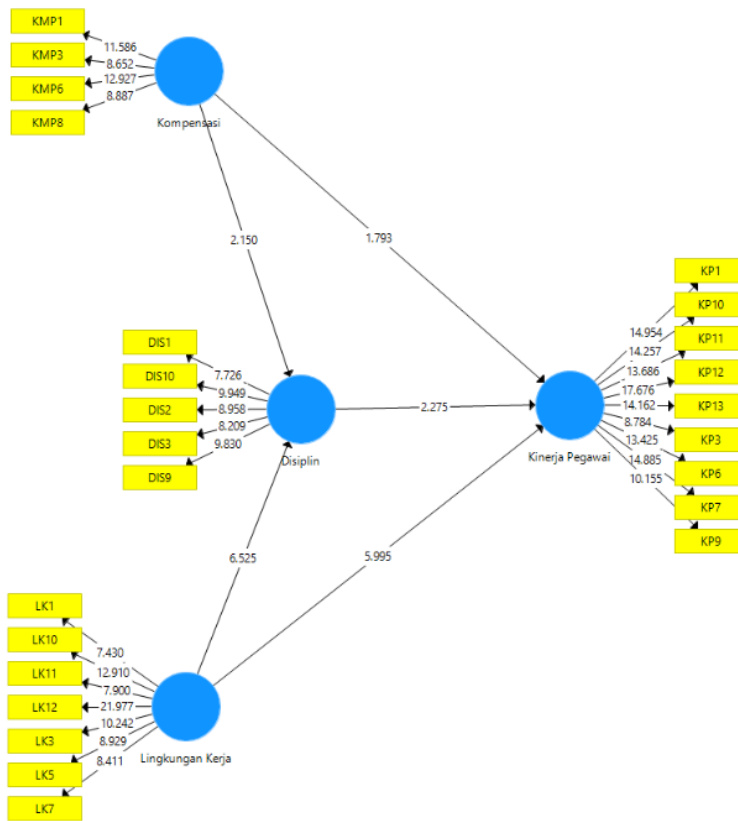 KMP1
11.586
KMP3
8.652
KMP6
12.927
KMP8
8.887
Kompensasi
2.150
1.793
DIS1
7.726
DIS10
9.949
DIS2
8.958
DIS3
8.209
DIS9
9.830
Disiplin
2.275
KP1
14.954
KP10
14.257
KP11
13.686
KP12
17.676
KP13
14.162
KP3
8.784
KP6
13.425
KP7
14.885
KP9
10.155
Kinerja Pegawai
6.525
5.995
LK1
7.430
LK10
12.910
LK11
7.900
LK12
21.977
LK3
10.242
LK5
8.929
LK7
8.411
Lingkungan Kerja